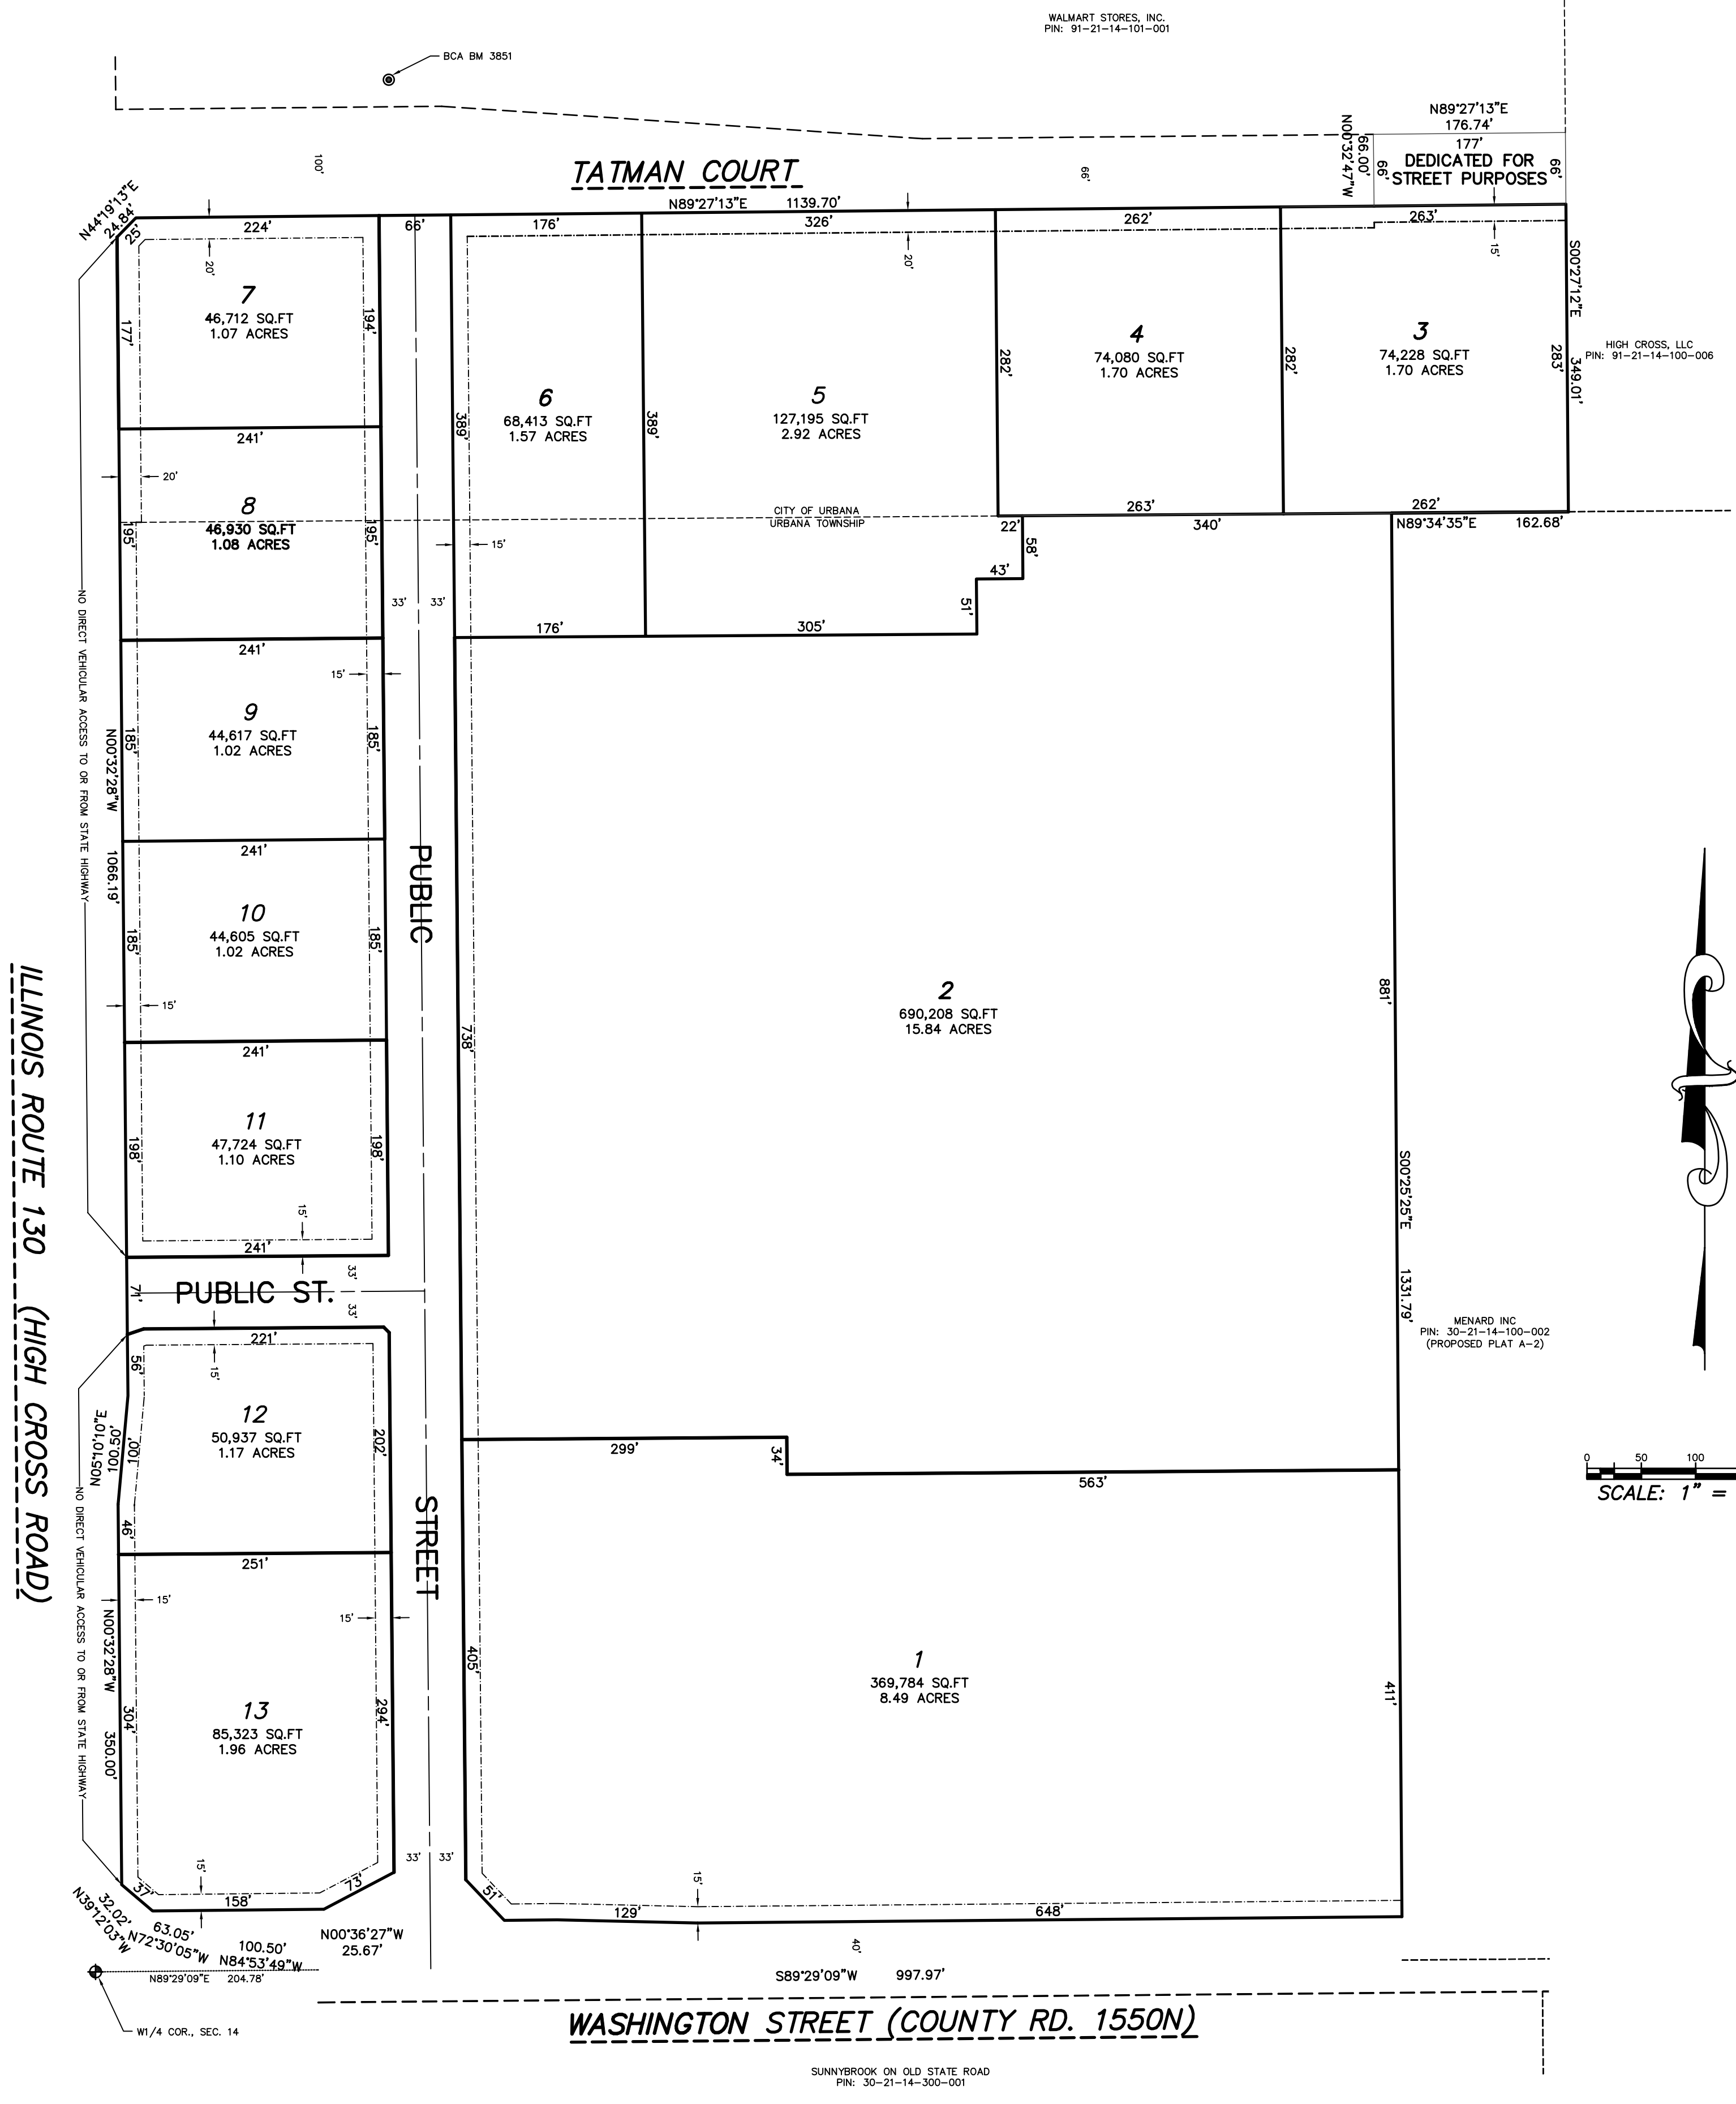 WALMART STORES, INC.
PIN: 91-21-14-101-001
BCA BM 3851
N89°27'13"E
176.74'
177'
DEDICATED FOR
STREET PURPOSES
N00°32'47"W
66.00'
66'
66'
100'
TATMAN COURT
66'
N44°19'13"E
24.84'
25'
N89°27'13"E 1139.70'
224'
66'
176'
326'
262'
263'
20'
20'
15'
S00°27'12"E
349.01'
283'
HIGH CROSS, LLC
PIN: 91-21-14-100-006
7
46,712 SQ.FT
1.07 ACRES
177'
194'
241'
6
68,413 SQ.FT
1.57 ACRES
389'
389'
5
127,195 SQ.FT
2.92 ACRES
4
74,080 SQ.FT
1.70 ACRES
282'
282'
3
74,228 SQ.FT
1.70 ACRES
20'
8
46,930 SQ.FT
1.08 ACRES
195'
195'
15'
CITY OF URBANA
URBANA TOWNSHIP
263'
262'
22'
340'
N89°34'35"E 162.68'
58'
43'
51'
33' 33'
176'
305'
241'
15'
9
44,617 SQ.FT
1.02 ACRES
185'
185'
NO DIRECT VEHICULAR ACCESS TO OR FROM STATE HIGHWAY
N00°32'28"W 1066.19'
241'
10
44,605 SQ.FT
1.02 ACRES
185'
185'
15'
PUBLIC
2
690,208 SQ.FT
15.84 ACRES
738'
881'
241'
11
47,724 SQ.FT
1.10 ACRES
198'
198'
15'
241'
S00°25'25"E 1331.79'
ILLINOIS ROUTE 130 (HIGH CROSS ROAD)
71'
PUBLIC ST.
33'
33'
221'
15'
56'
MENARD INC
PIN: 30-21-14-100-002
(PROPOSED PLAT A-2)
12
50,937 SQ.FT
1.17 ACRES
N05°10'10"E
100.50'
100'
202'
46'
299'
34'
563'
0 50 100
SCALE: 1" =
STREET
251'
15'
15'
NO DIRECT VEHICULAR ACCESS TO OR FROM STATE HIGHWAY
N00°32'28"W 350.00'
13
85,323 SQ.FT
1.96 ACRES
304'
294'
405'
1
369,784 SQ.FT
8.49 ACRES
411'
33' 33'
15'
15'
37'
158'
73'
51'
129'
648'
32.02'
N39°12'03"W
63.05'
N72°30'05"W
100.50'
N84°53'49"W
N00°36'27"W
25.67'
40'
N89°29'09"E 204.78'
S89°29'09"W 997.97'
W1/4 COR., SEC. 14
WASHINGTON STREET (COUNTY RD. 1550N)
SUNNYBROOK ON OLD STATE ROAD
PIN: 30-21-14-300-001